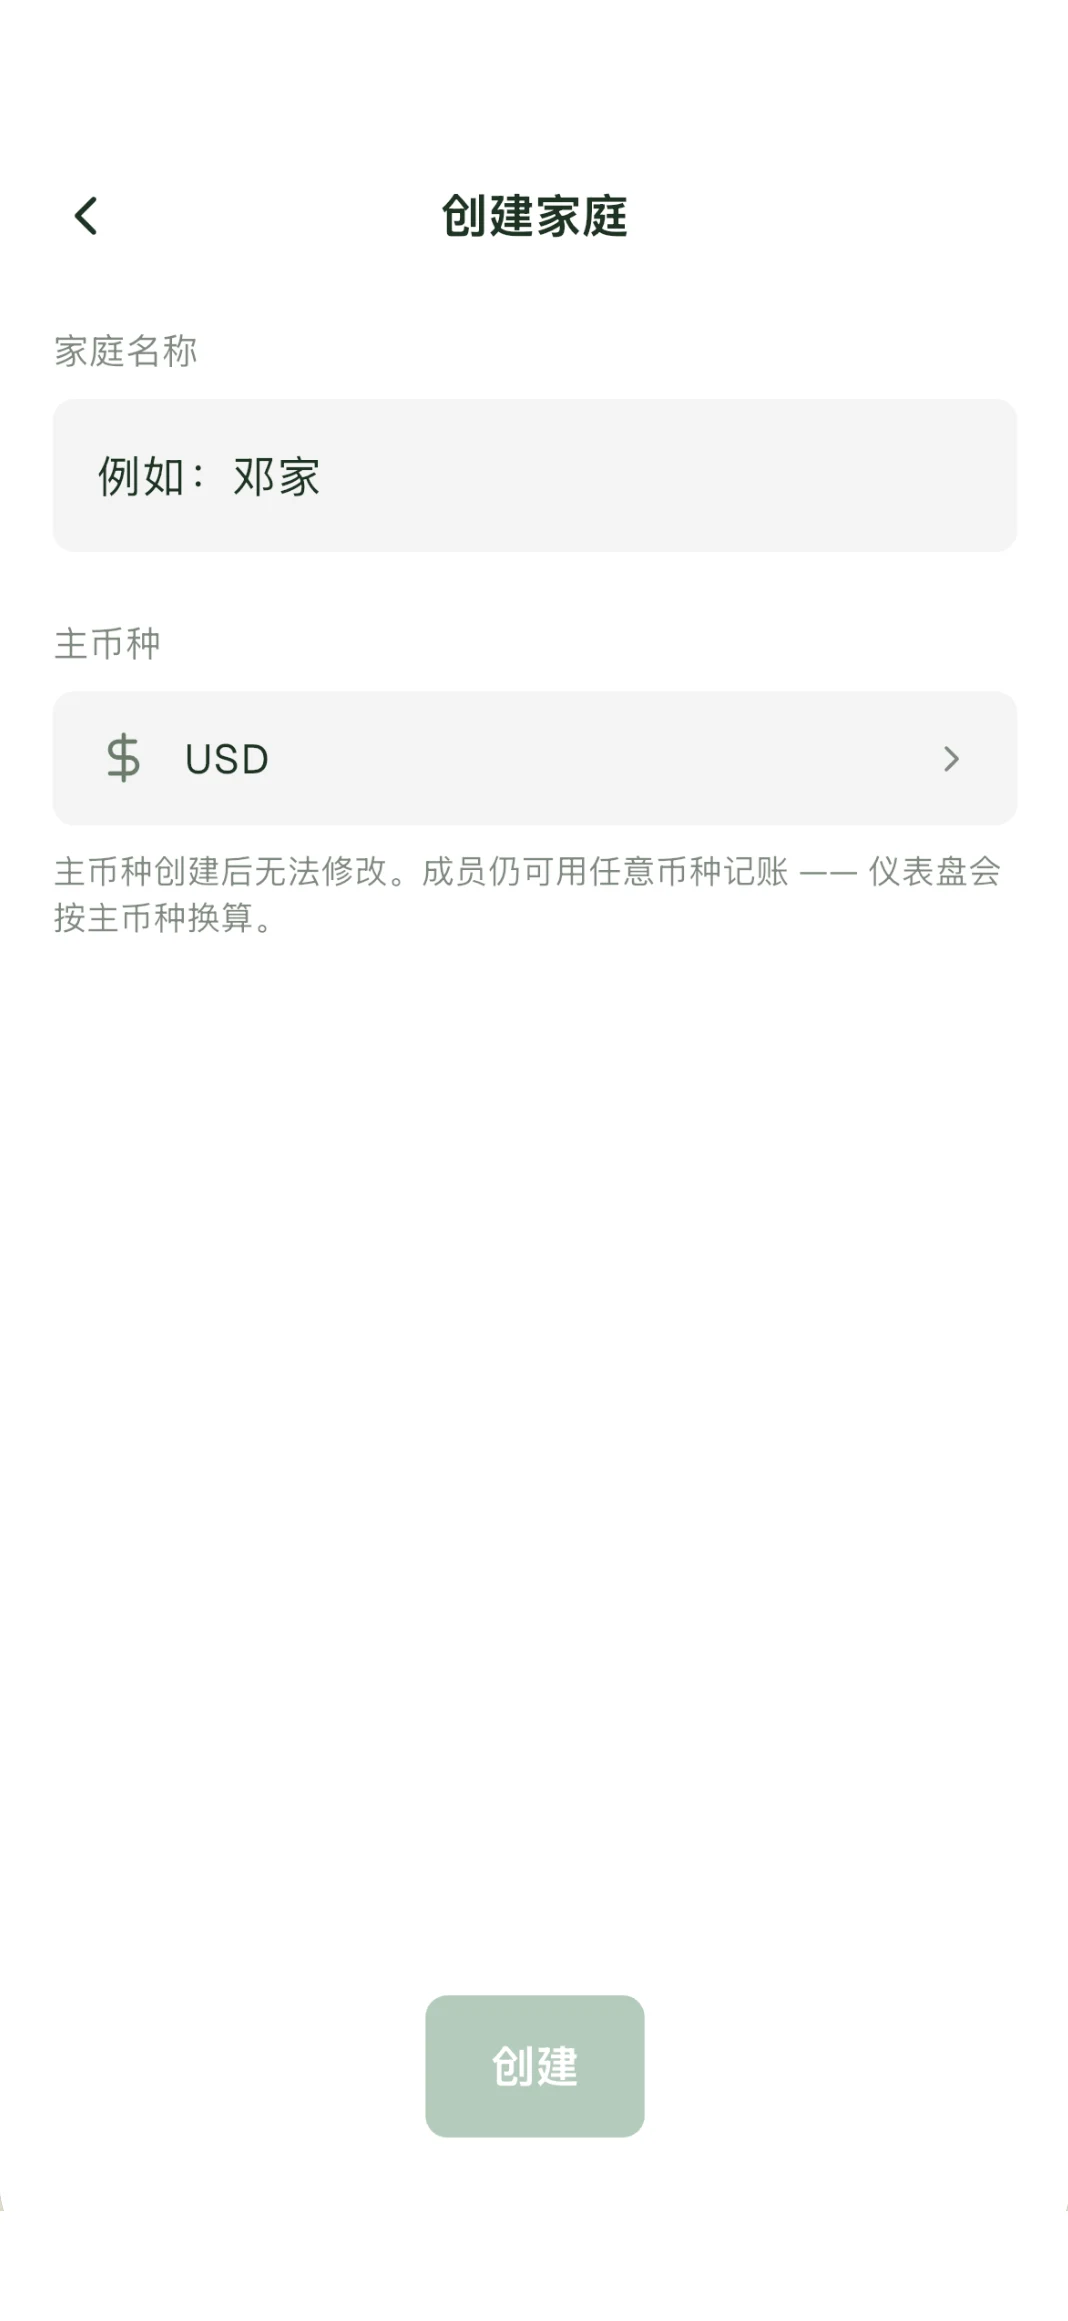 创建家庭
家庭名称
例如：邓家
主币种
$ USD
主币种创建后无法修改。成员仍可用任意币种记账 —— 仪表盘会
按主币种换算。
创建